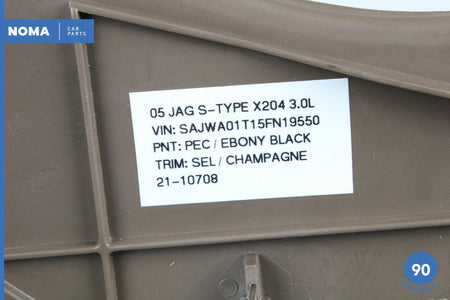 NOMA CAR
PARTS
05 JAG S-TYPE X204 3.0L
VIN: SAJWA01T15FN19550
PNT: PEC / EBONY BLACK
TRIM: SEL / CHAMPAGNE
21-10708
90